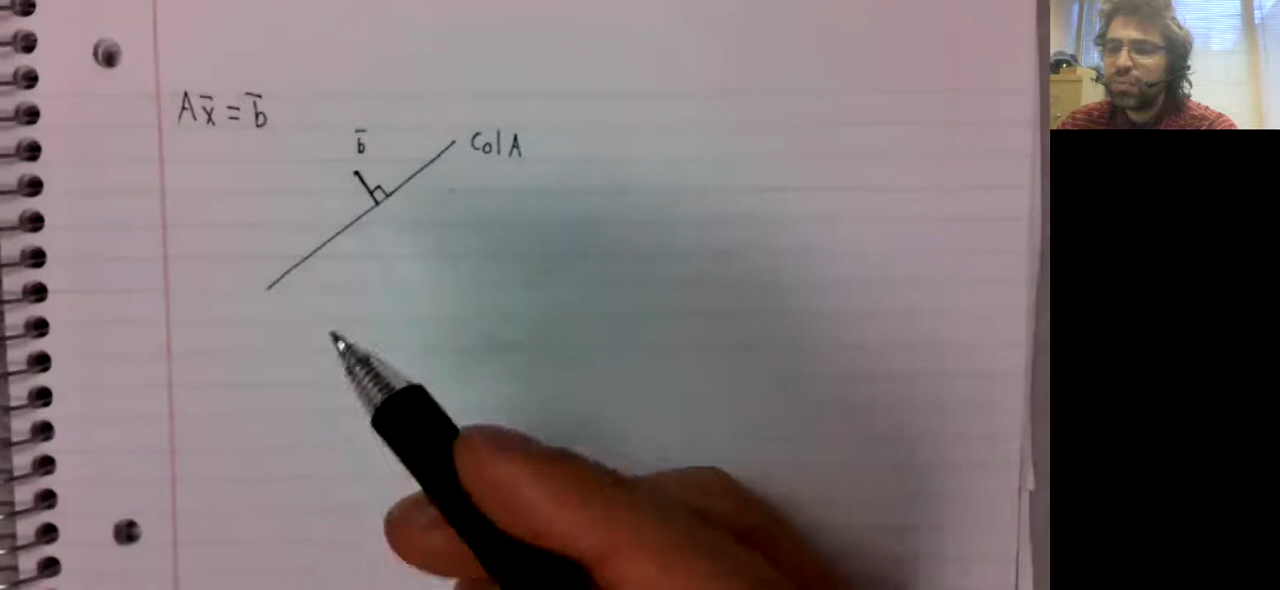 Ax̄ = b̄
b̄
Col A